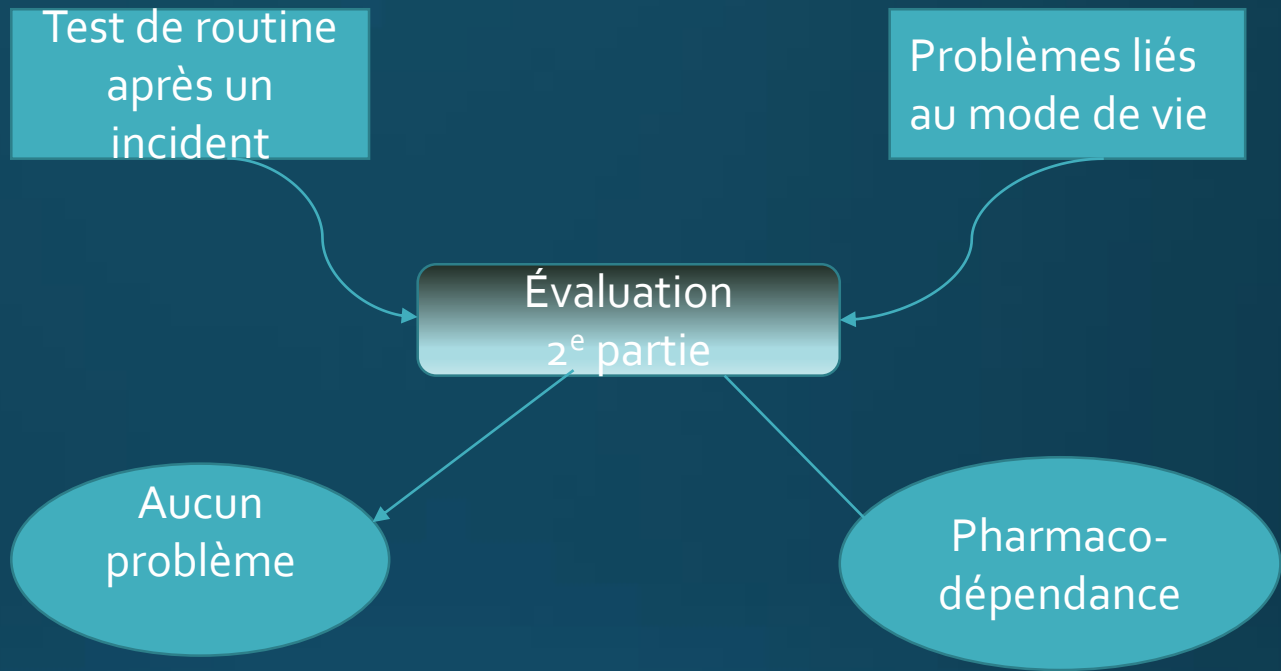 Test de routine
après un
incident
Problèmes liés
au mode de vie
Évaluation
2e partie
Aucun
problème
Pharmaco-
dépendance